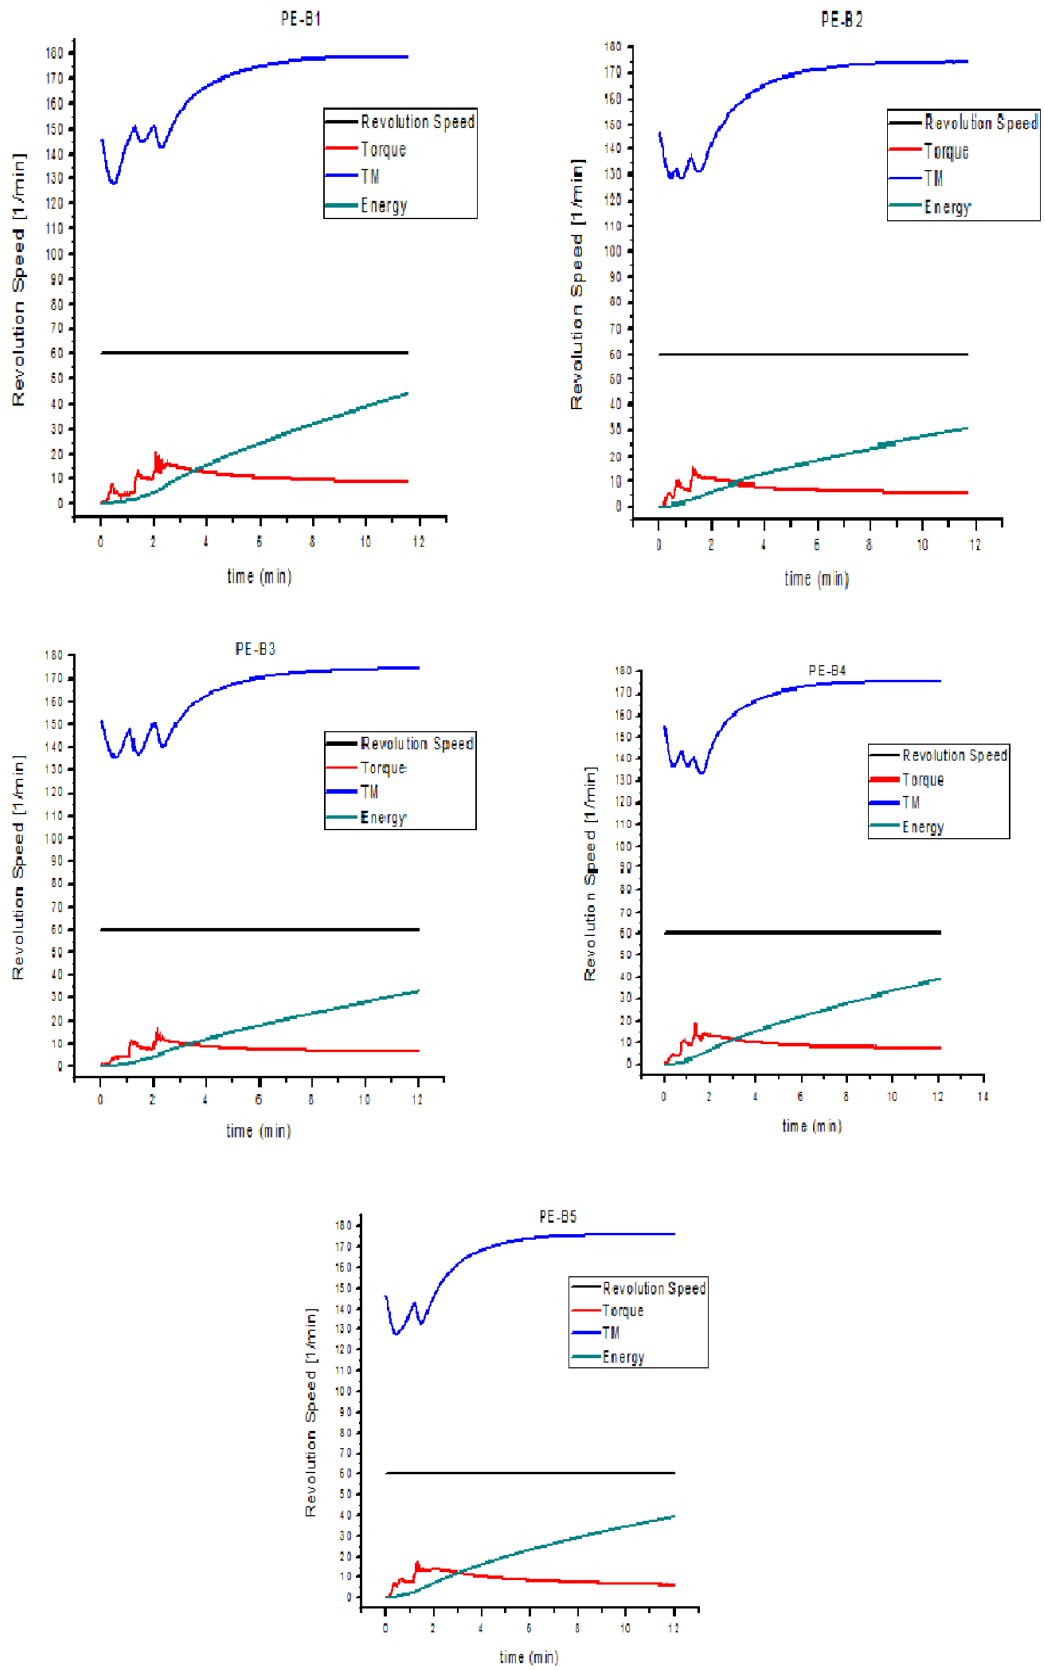 PE-B1
Revolution Speed [1/min]
180
170
160
150
140
130
120
110
100
90
80
70
60
50
40
30
20
10
0
Revolution Speed
Torque
TM
Energy
0 2 4 6 8 10 12
time (min)
PE-B2
Revolution Speed [1/min]
180
170
160
150
140
130
120
110
100
90
80
70
60
50
40
30
20
10
0
Revolution Speed
Torque
TM
Energy
0 2 4 6 8 10 12
time (min)
PE-B3
Revolution Speed [1/min]
180
170
160
150
140
130
120
110
100
90
80
70
60
50
40
30
20
10
0
Revolution Speed
Torque
TM
Energy
0 2 4 6 8 10 12
time (min)
PE-B4
Revolution Speed [1/min]
180
170
160
150
140
130
120
110
100
90
80
70
60
50
40
30
20
10
0
Revolution Speed
Torque
TM
Energy
0 2 4 6 8 10 12 14
time (min)
PE-B5
Revolution Speed [1/min]
180
170
160
150
140
130
120
110
100
90
80
70
60
50
40
30
20
10
0
Revolution Speed
Torque
TM
Energy
0 2 4 6 8 10 12
time (min)